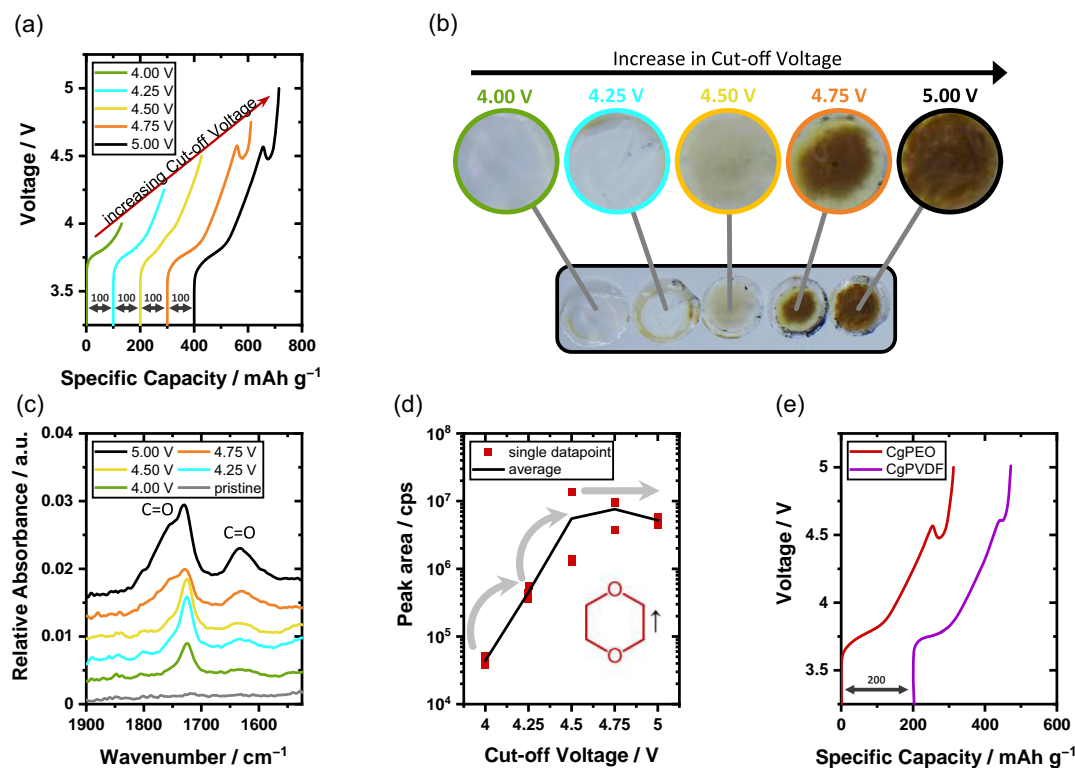 (a)
4.00 V
4.25 V
4.50 V
4.75 V
5.00 V
increasing Cut-off Voltage
100 100 100 100
5
4.5
4
3.5
Voltage / V
0 200 400 600 800
Specific Capacity / mAh g⁻¹
(b)
Increase in Cut-off Voltage
4.00 V 4.25 V 4.50 V 4.75 V 5.00 V
(c)
5.00 V 4.75 V
4.50 V 4.25 V
4.00 V pristine
C=O C=O
0.04
0.03
0.02
0.01
0
Relative Absorbance / a.u.
1900 1800 1700 1600
Wavenumber / cm⁻¹
(d)
single datapoint
average
10⁸
10⁷
10⁶
10⁵
10⁴
Peak area / cps
O
O
↑
4 4.25 4.5 4.75 5
Cut-off Voltage / V
(e)
CgPEO
CgPVDF
200
5
4.5
4
3.5
Voltage / V
0 200 400 600
Specific Capacity / mAh g⁻¹